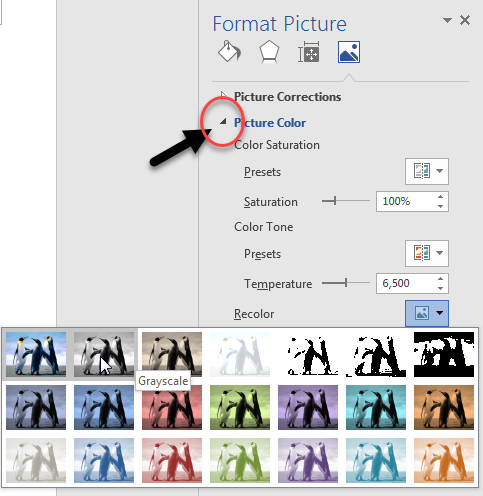 Format Picture
Picture Corrections
Picture Color
Color Saturation
Presets
Saturation 100%
Color Tone
Presets
Temperature 6,500
Recolor
Grayscale